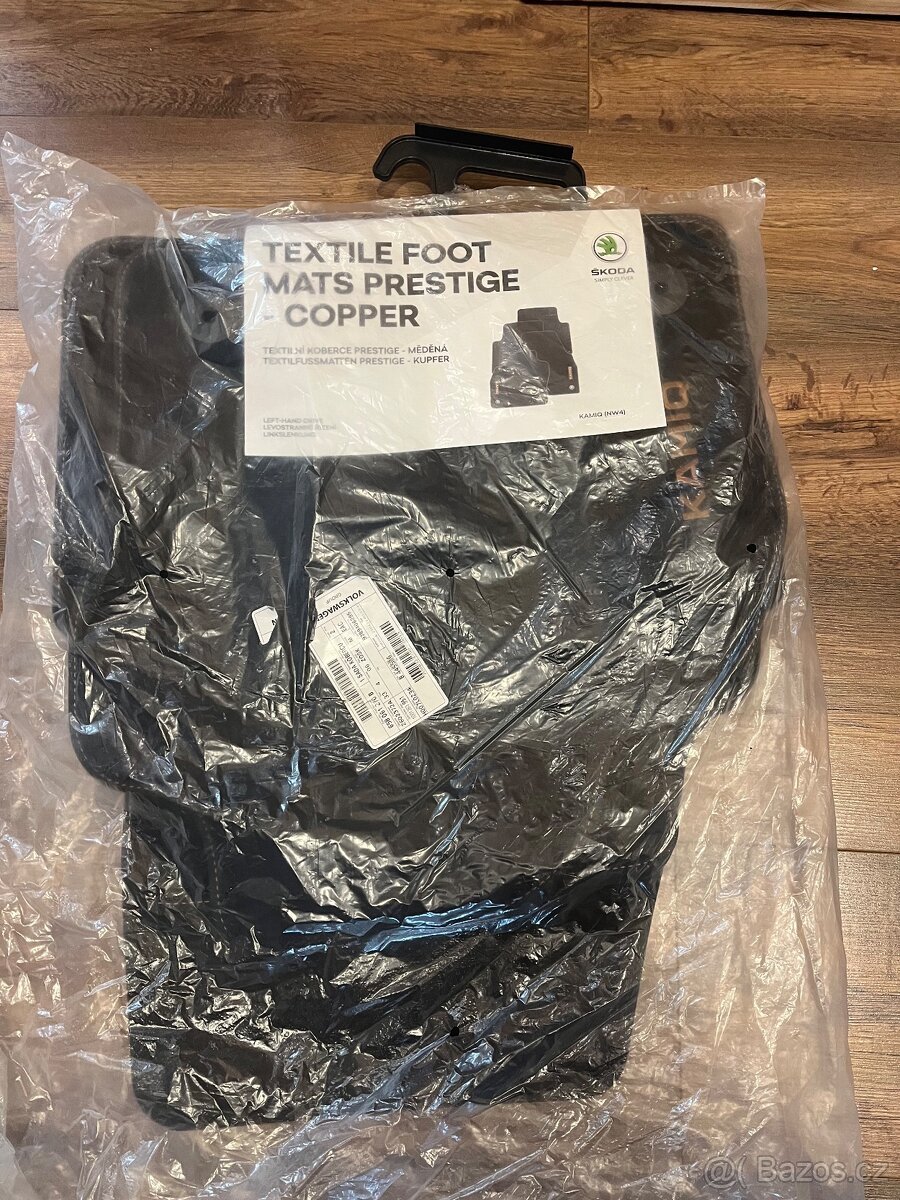 TEXTILE FOOT
MATS PRESTIGE
- COPPER
TEXTILNÍ KOBERCE PRESTIGE - MĚDĚNÁ
TEXTILFUSSMATTEN PRESTIGE - KUPFER
LEFT-HAND DRIVE
LEVOSTRANNÉ ŘÍZENÍ
LINKSLENKUNG
ŠKODA
SIMPLY CLEVER
KAMIQ (NW4)
KAMIQ
VOLKSWAGEN
GROUP
Bazos.cz